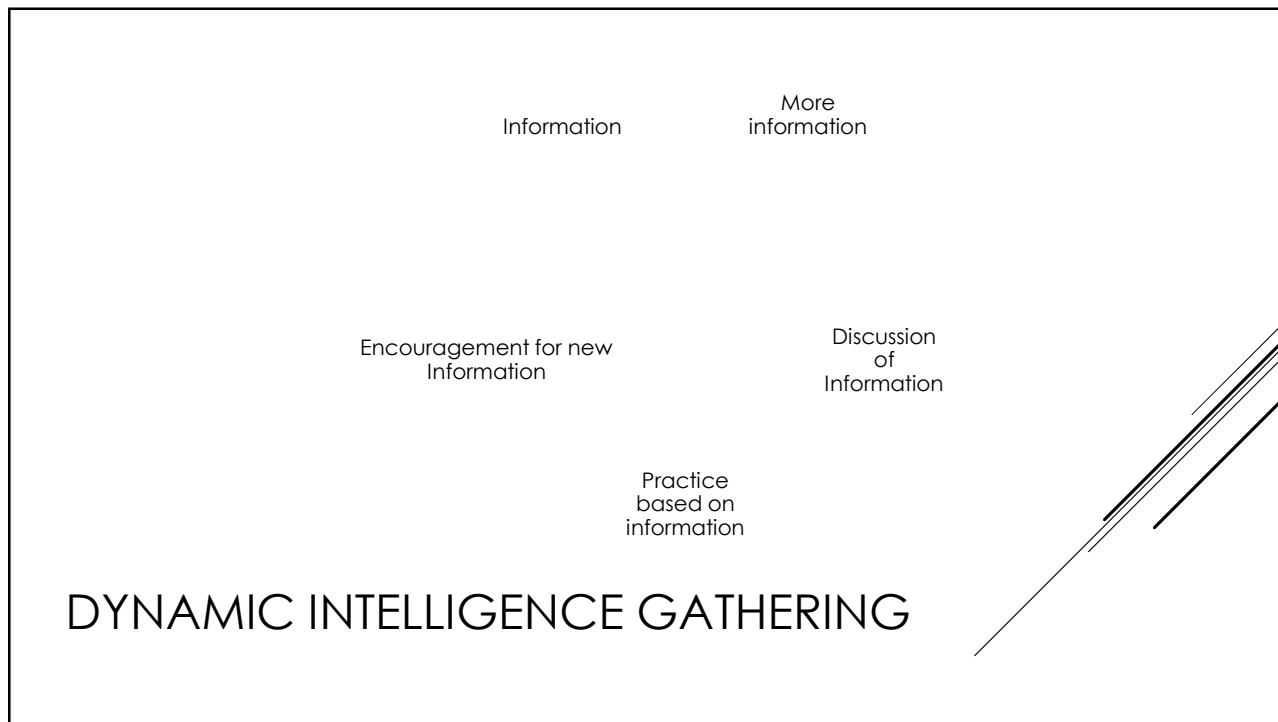 Information
More
information
Encouragement for new
Information
Discussion
of
Information
Practice
based on
information
DYNAMIC INTELLIGENCE GATHERING